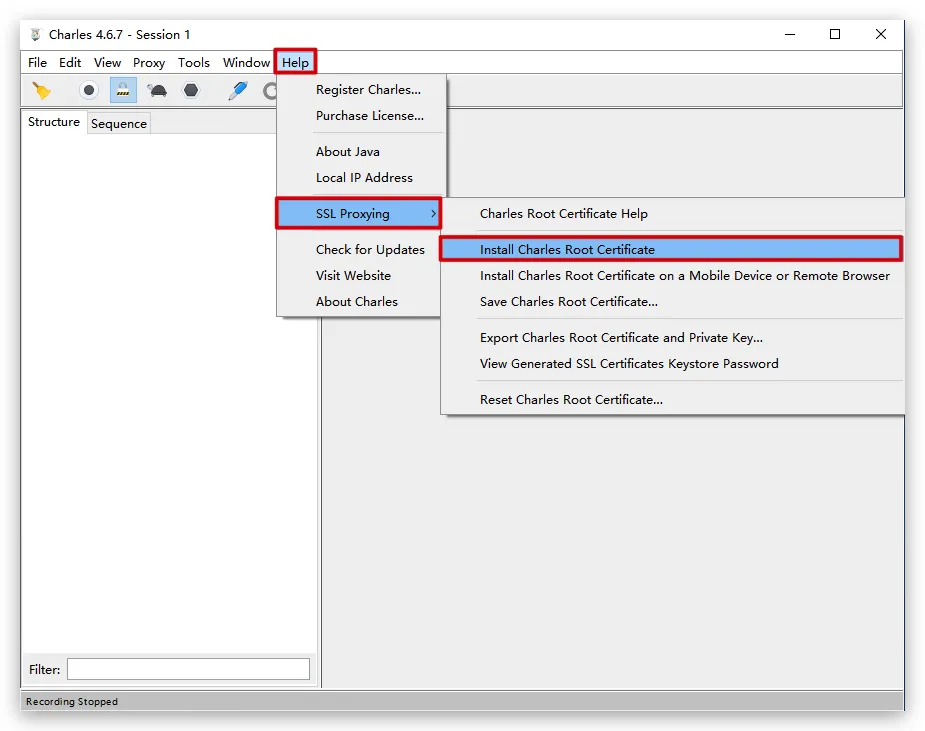 Charles 4.6.7 - Session 1
File Edit View Proxy Tools Window Help
Structure Sequence
Register Charles...
Purchase License...
About Java
Local IP Address
SSL Proxying
Check for Updates
Visit Website
About Charles
Charles Root Certificate Help
Install Charles Root Certificate
Install Charles Root Certificate on a Mobile Device or Remote Browser
Save Charles Root Certificate...
Export Charles Root Certificate and Private Key...
View Generated SSL Certificates Keystore Password
Reset Charles Root Certificate...
Filter:
Recording Stopped